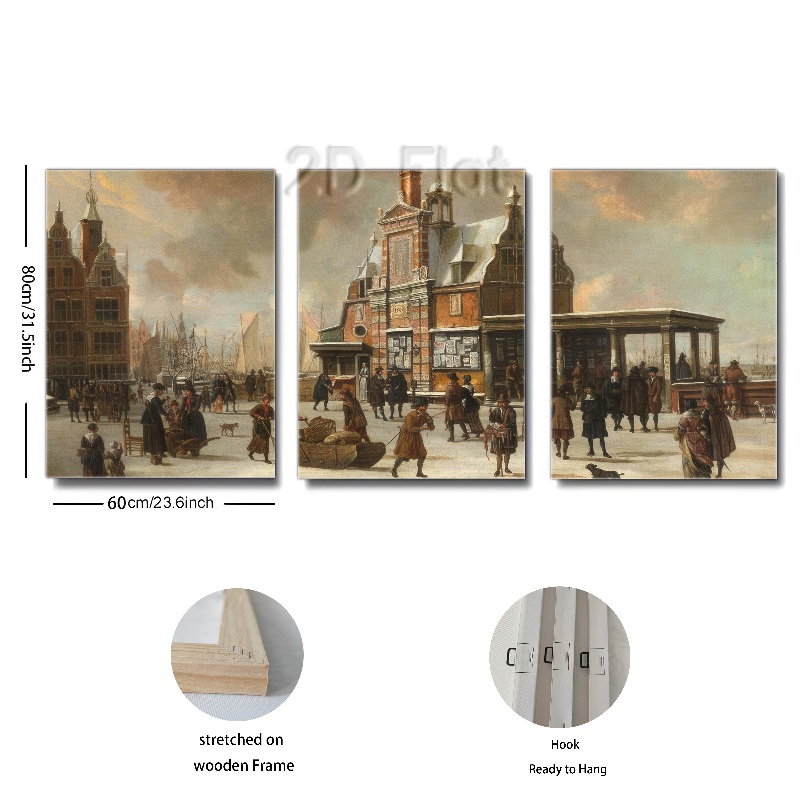 2D Flat
80cm/31.5inch
60cm/23.6inch
stretched on
wooden Frame
Hook
Ready to Hang